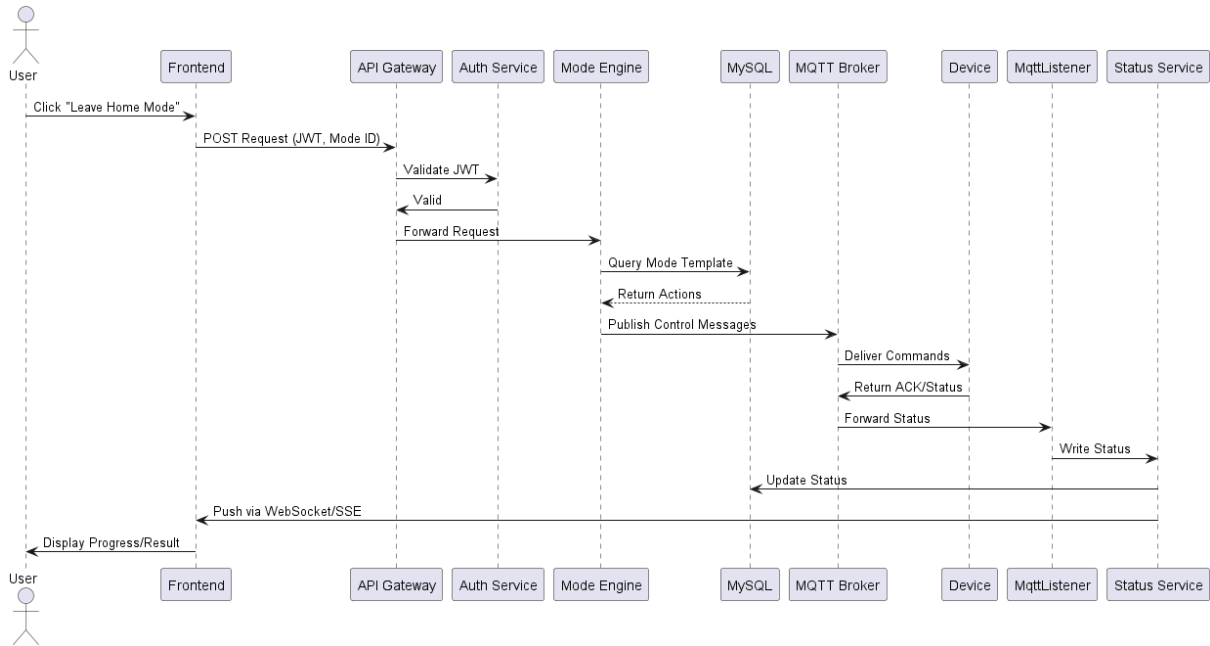 User
Frontend
API Gateway
Auth Service
Mode Engine
MySQL
MQTT Broker
Device
MqttListener
Status Service
Click "Leave Home Mode"
POST Request (JWT, Mode ID)
Validate JWT
Valid
Forward Request
Query Mode Template
Return Actions
Publish Control Messages
Deliver Commands
Return ACK/Status
Forward Status
Write Status
Update Status
Push via WebSocket/SSE
Display Progress/Result
User
Frontend
API Gateway
Auth Service
Mode Engine
MySQL
MQTT Broker
Device
MqttListener
Status Service